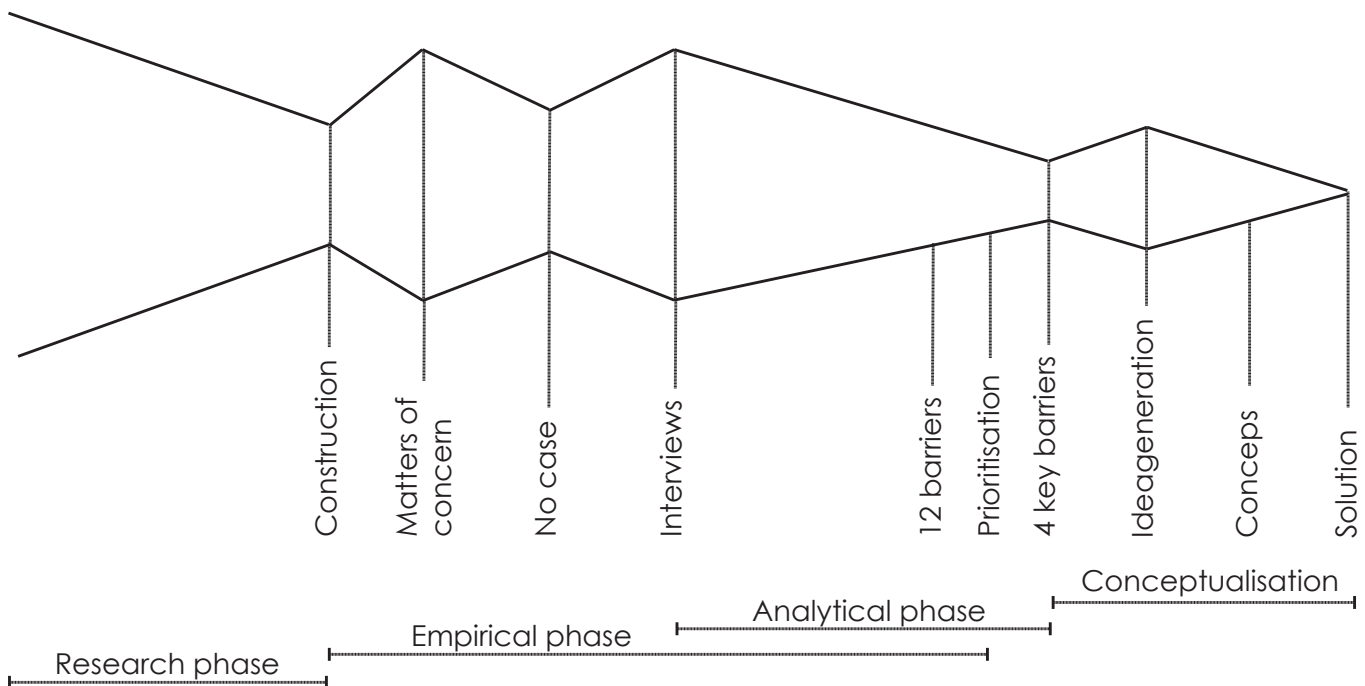 Construction
Matters of
concern
No case
Interviews
12 barriers
Prioritisation
4 key barriers
Ideageneration
Conceps
Solution
Conceptualisation
Analytical phase
Empirical phase
Research phase